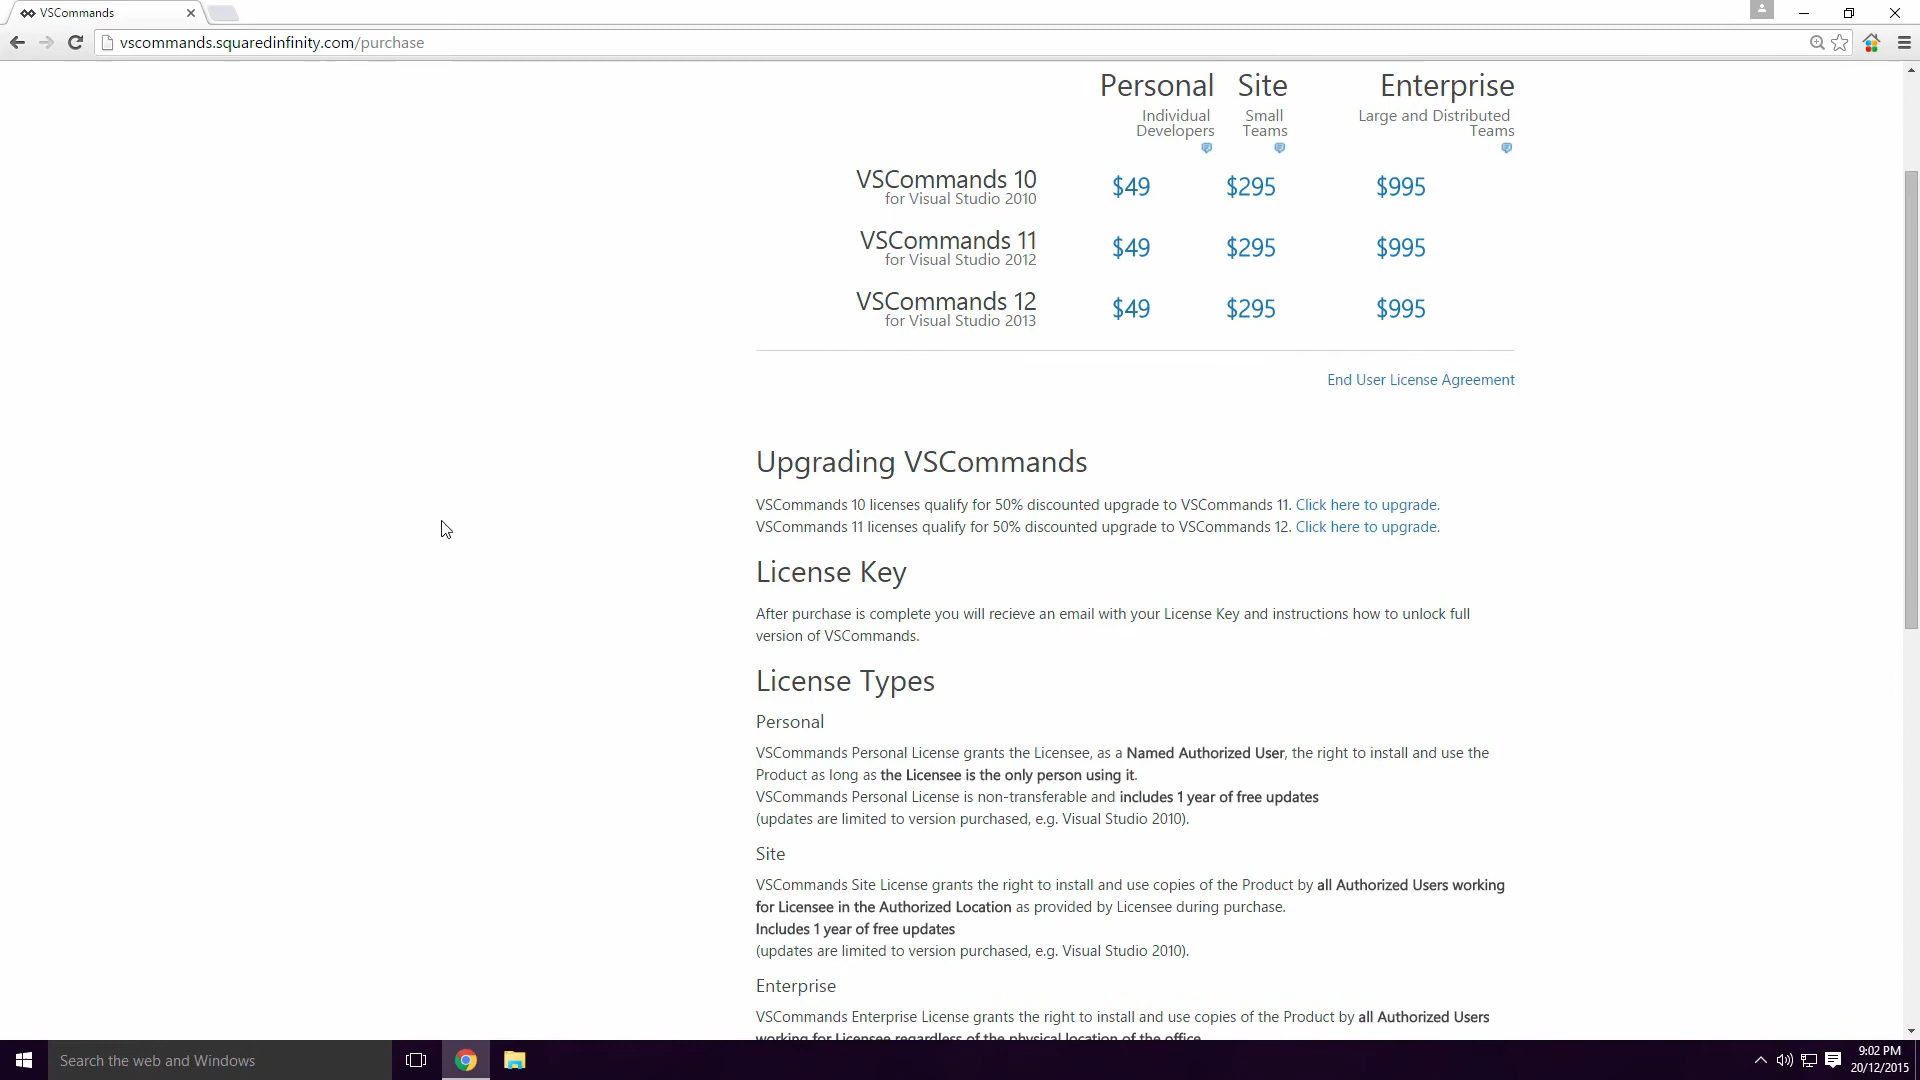 VSCommands
vscommands.squaredinfinity.com/purchase
Personal Site Enterprise
Individual Developers
Small Teams
Large and Distributed Teams
VSCommands 10 $49 $295 $995
for Visual Studio 2010
VSCommands 11 $49 $295 $995
for Visual Studio 2012
VSCommands 12 $49 $295 $995
for Visual Studio 2013
End User License Agreement
Upgrading VSCommands
VSCommands 10 licenses qualify for 50% discounted upgrade to VSCommands 11. Click here to upgrade.
VSCommands 11 licenses qualify for 50% discounted upgrade to VSCommands 12. Click here to upgrade.
License Key
After purchase is complete you will recieve an email with your License Key and instructions how to unlock full
version of VSCommands.
License Types
Personal
VSCommands Personal License grants the Licensee, as a Named Authorized User, the right to install and use the
Product as long as the Licensee is the only person using it.
VSCommands Personal License is non-transferable and includes 1 year of free updates
(updates are limited to version purchased, e.g. Visual Studio 2010).
Site
VSCommands Site License grants the right to install and use copies of the Product by all Authorized Users working
for Licensee in the Authorized Location as provided by Licensee during purchase.
Includes 1 year of free updates
(updates are limited to version purchased, e.g. Visual Studio 2010).
Enterprise
VSCommands Enterprise License grants the right to install and use copies of the Product by all Authorized Users
working for Licensee regardless of the physical location of the office
Search the web and Windows
9:02 PM
20/12/2015